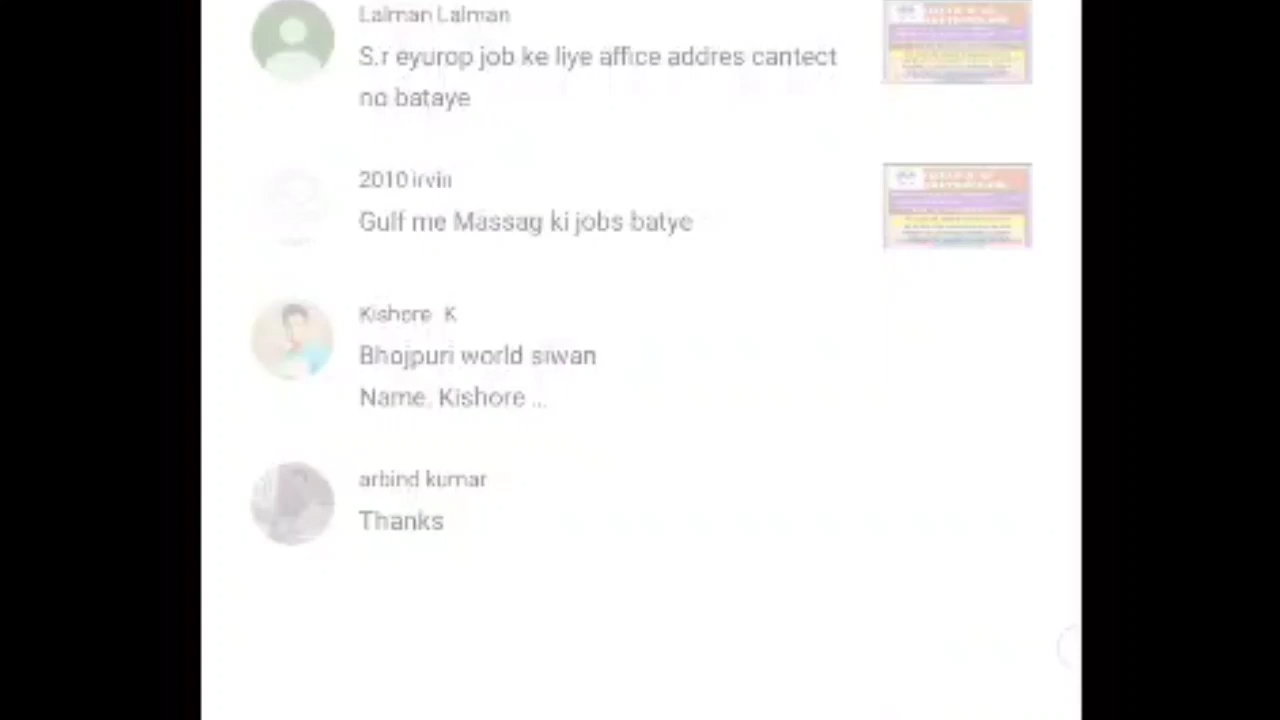 Lalman Lalman
S.r eyurop job ke liye affice addres cantect
no bataye
2010 irvin
Gulf me Massag ki jobs batye
Kishore K
Bhojpuri world siwan
Name. Kishore ...
arbind kumar
Thanks